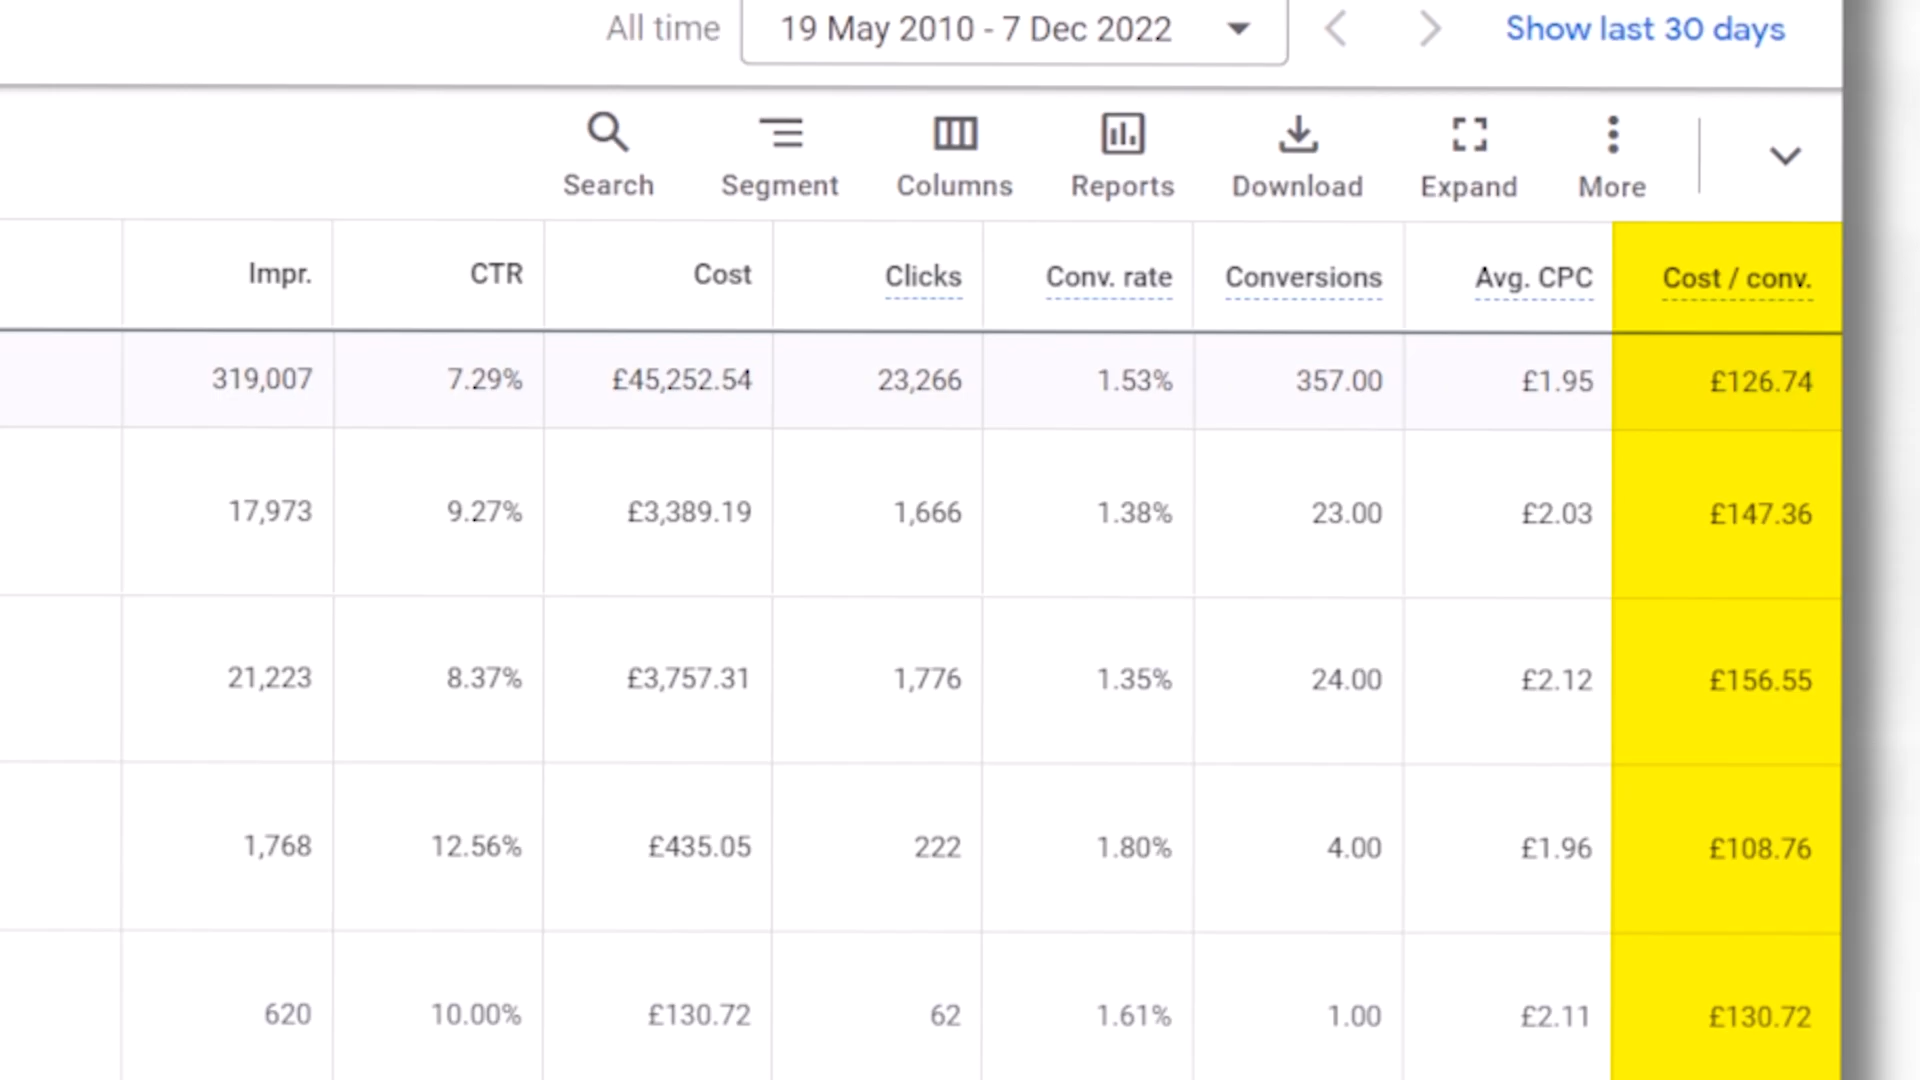 All time 19 May 2010 - 7 Dec 2022 Show last 30 days
Search Segment Columns Reports Download Expand More
Impr. CTR Cost Clicks Conv. rate Conversions Avg. CPC Cost / conv.
319,007 7.29% £45,252.54 23,266 1.53% 357.00 £1.95 £126.74
17,973 9.27% £3,389.19 1,666 1.38% 23.00 £2.03 £147.36
21,223 8.37% £3,757.31 1,776 1.35% 24.00 £2.12 £156.55
1,768 12.56% £435.05 222 1.80% 4.00 £1.96 £108.76
620 10.00% £130.72 62 1.61% 1.00 £2.11 £130.72